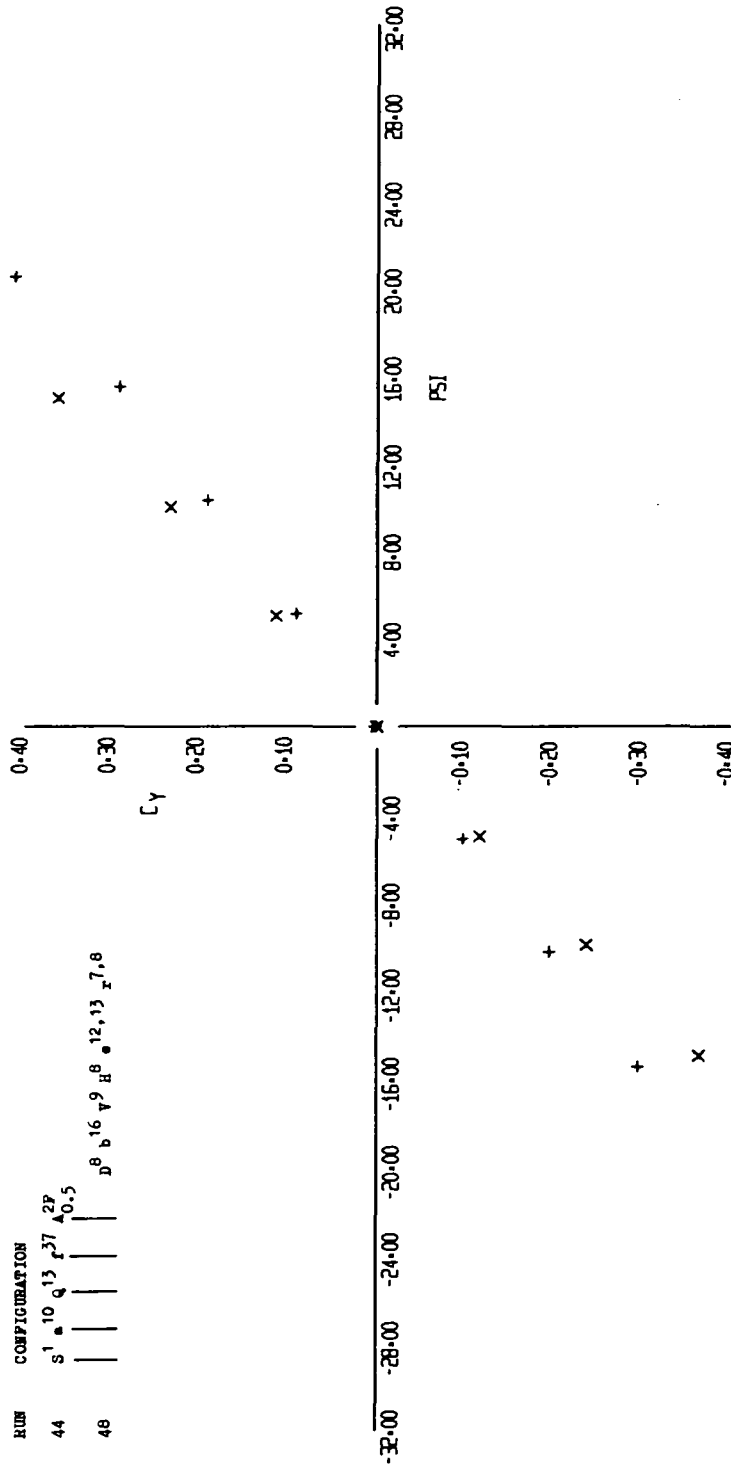 RUN CONFIGURATION
44 S¹ a¹⁰ Q¹³ f³⁷ A²F 0.5
48 D⁸ b¹⁶ V⁹ H⁸ e¹²,¹³ r⁷,⁸
CY
0.40
0.30
0.20
0.10
-0.10
-0.20
-0.30
-0.40
-32.00 -28.00 -24.00 -20.00 -16.00 -12.00 -8.00 -4.00 4.00 8.00 12.00 16.00 20.00 24.00 28.00 32.00
PSI